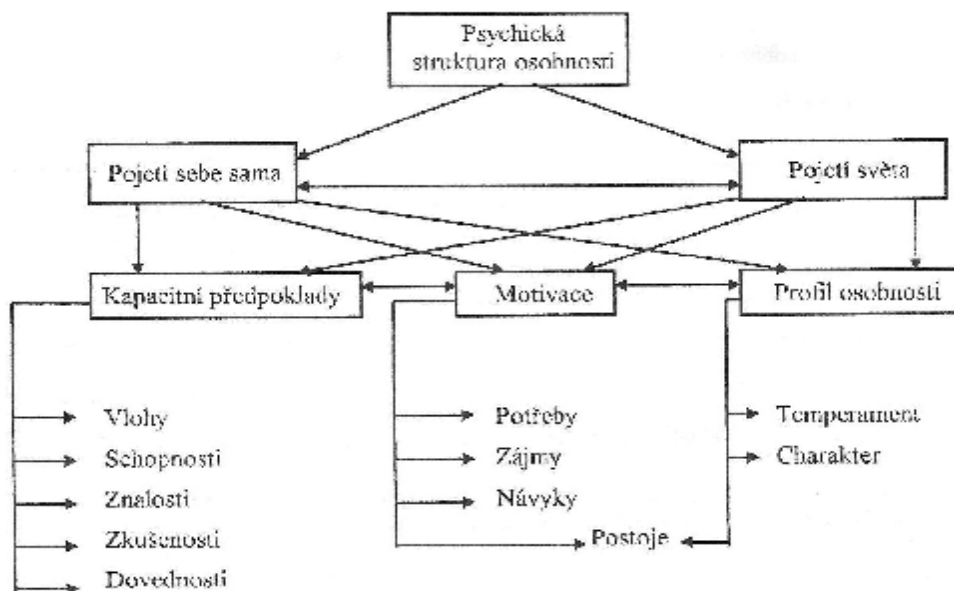 Psychická
struktura osobnosti
Pojetí sebe sama
Pojetí světa
Kapacitní předpoklady
Motivace
Profil osobnosti
Vlohy
Schopnosti
Znalosti
Zkušenosti
Dovednosti
Potřeby
Zájmy
Návyky
Postoje
Temperament
Charakter